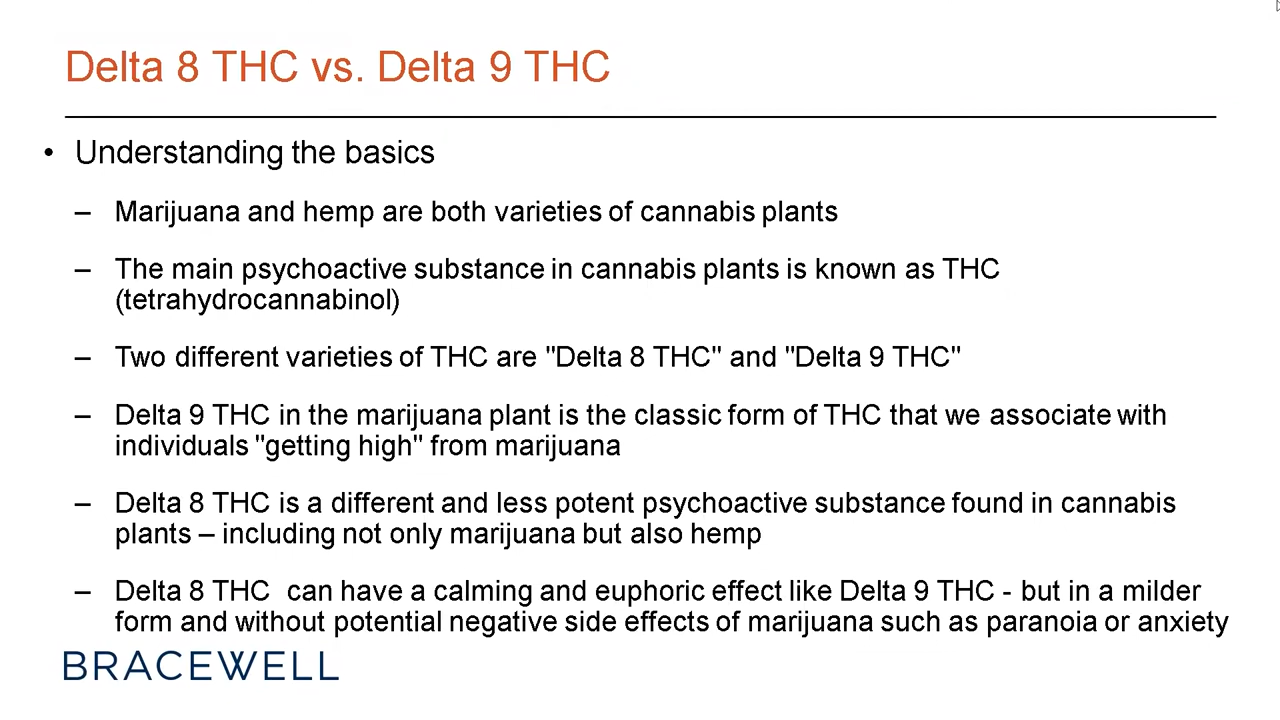 Delta 8 THC vs. Delta 9 THC
• Understanding the basics
– Marijuana and hemp are both varieties of cannabis plants
– The main psychoactive substance in cannabis plants is known as THC
(tetrahydrocannabinol)
– Two different varieties of THC are "Delta 8 THC" and "Delta 9 THC"
– Delta 9 THC in the marijuana plant is the classic form of THC that we associate with
individuals "getting high" from marijuana
– Delta 8 THC is a different and less potent psychoactive substance found in cannabis
plants – including not only marijuana but also hemp
– Delta 8 THC  can have a calming and euphoric effect like Delta 9 THC - but in a milder
form and without potential negative side effects of marijuana such as paranoia or anxiety
BRACEWELL